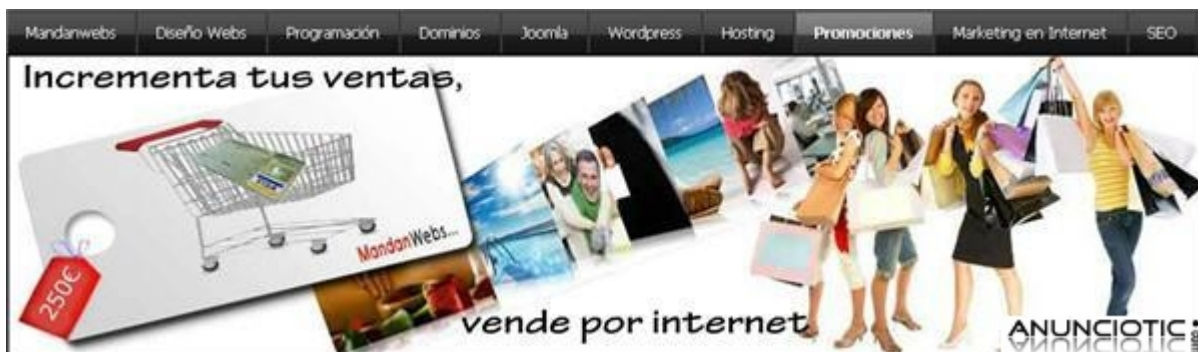 Mandanwebs Diseño Webs Programación Dominios Joomla Wordpress Hosting Promociones Marketing en Internet SEO
Incrementa tus ventas,
MandanWebs...
250€
vende por internet
ANUNCIOTIC.com